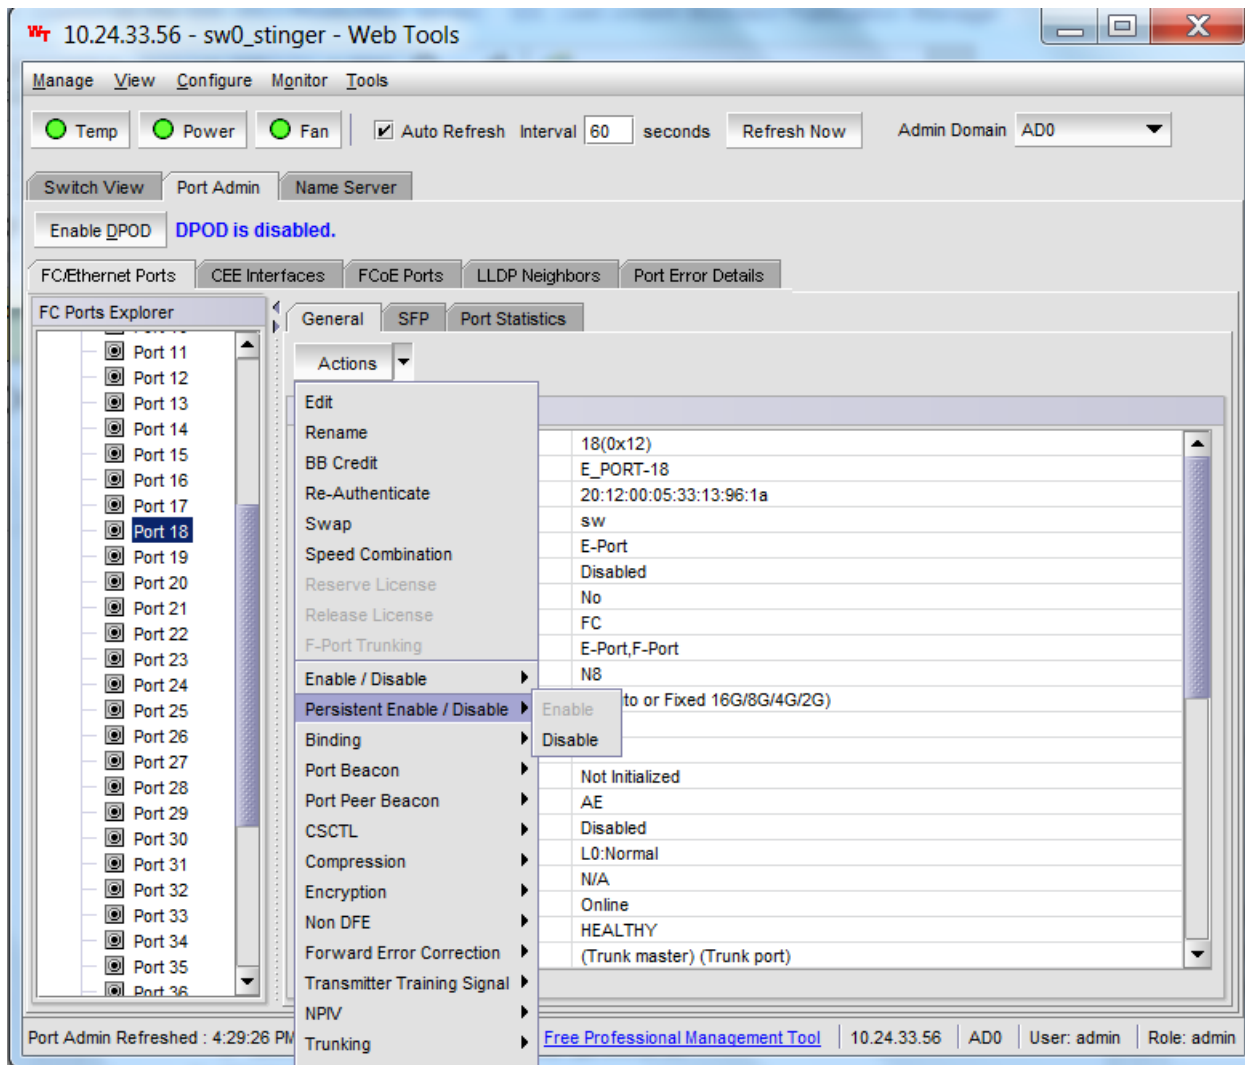 WT 10.24.33.56 - sw0_stinger - Web Tools
X
Manage View Configure Monitor Tools
Temp Power Fan Auto Refresh Interval 60 seconds Refresh Now Admin Domain AD0
Switch View Port Admin Name Server
Enable DPOD DPOD is disabled.
FC/Ethernet Ports CEE Interfaces FCoE Ports LLDP Neighbors Port Error Details
FC Ports Explorer
Port 11
Port 12
Port 13
Port 14
Port 15
Port 16
Port 17
Port 18
Port 19
Port 20
Port 21
Port 22
Port 23
Port 24
Port 25
Port 26
Port 27
Port 28
Port 29
Port 30
Port 31
Port 32
Port 33
Port 34
Port 35
Port 36
General SFP Port Statistics
Actions
Edit
Rename
BB Credit
Re-Authenticate
Swap
Speed Combination
Reserve License
Release License
F-Port Trunking
Enable / Disable
Persistent Enable / Disable
Binding
Port Beacon
Port Peer Beacon
CSCTL
Compression
Encryption
Non DFE
Forward Error Correction
Transmitter Training Signal
NPIV
Trunking
Enable
Disable
18(0x12)
E_PORT-18
20:12:00:05:33:13:96:1a
sw
E-Port
Disabled
No
FC
E-Port,F-Port
N8
or Fixed 16G/8G/4G/2G)
Not Initialized
AE
Disabled
L0:Normal
N/A
Online
HEALTHY
(Trunk master) (Trunk port)
Port Admin Refreshed : 4:29:26 PM Free Professional Management Tool 10.24.33.56 AD0 User: admin Role: admin